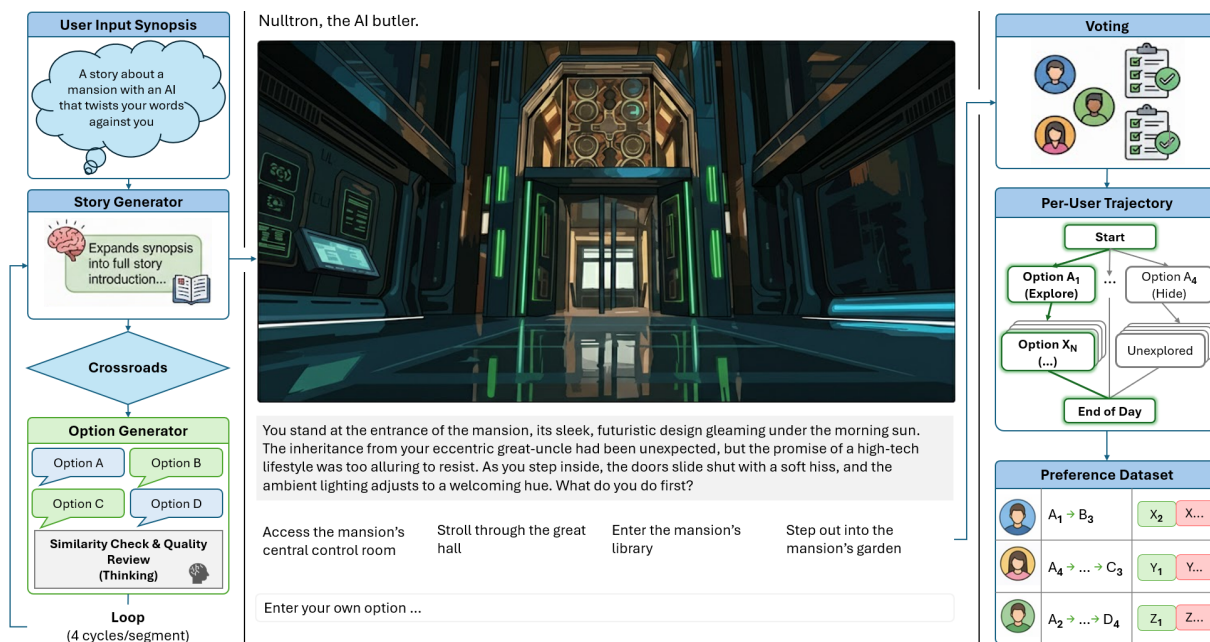 User Input Synopsis
A story about a
mansion with an AI
that twists your words
against you
Story Generator
Expands synopsis
into full story
introduction...
Crossroads
Option Generator
Option A
Option B
Option C
Option D
Similarity Check & Quality
Review
(Thinking)
Loop
(4 cycles/segment)
Nulltron, the AI butler.
You stand at the entrance of the mansion, its sleek, futuristic design gleaming under the morning sun.
The inheritance from your eccentric great-uncle had been unexpected, but the promise of a high-tech
lifestyle was too alluring to resist. As you step inside, the doors slide shut with a soft hiss, and the
ambient lighting adjusts to a welcoming hue. What do you do first?
Access the mansion's
central control room
Stroll through the great
hall
Enter the mansion's
library
Step out into the
mansion's garden
Enter your own option ...
Voting
Per-User Trajectory
Start
Option A₁
(Explore)
...
Option A₄
(Hide)
Option X_N
(...)
Unexplored
End of Day
Preference Dataset
A₁ → B₃
X₂
X...
A₄ → ... → C₃
Y₁
Y...
A₂ → ...→ D₄
Z₁
Z...